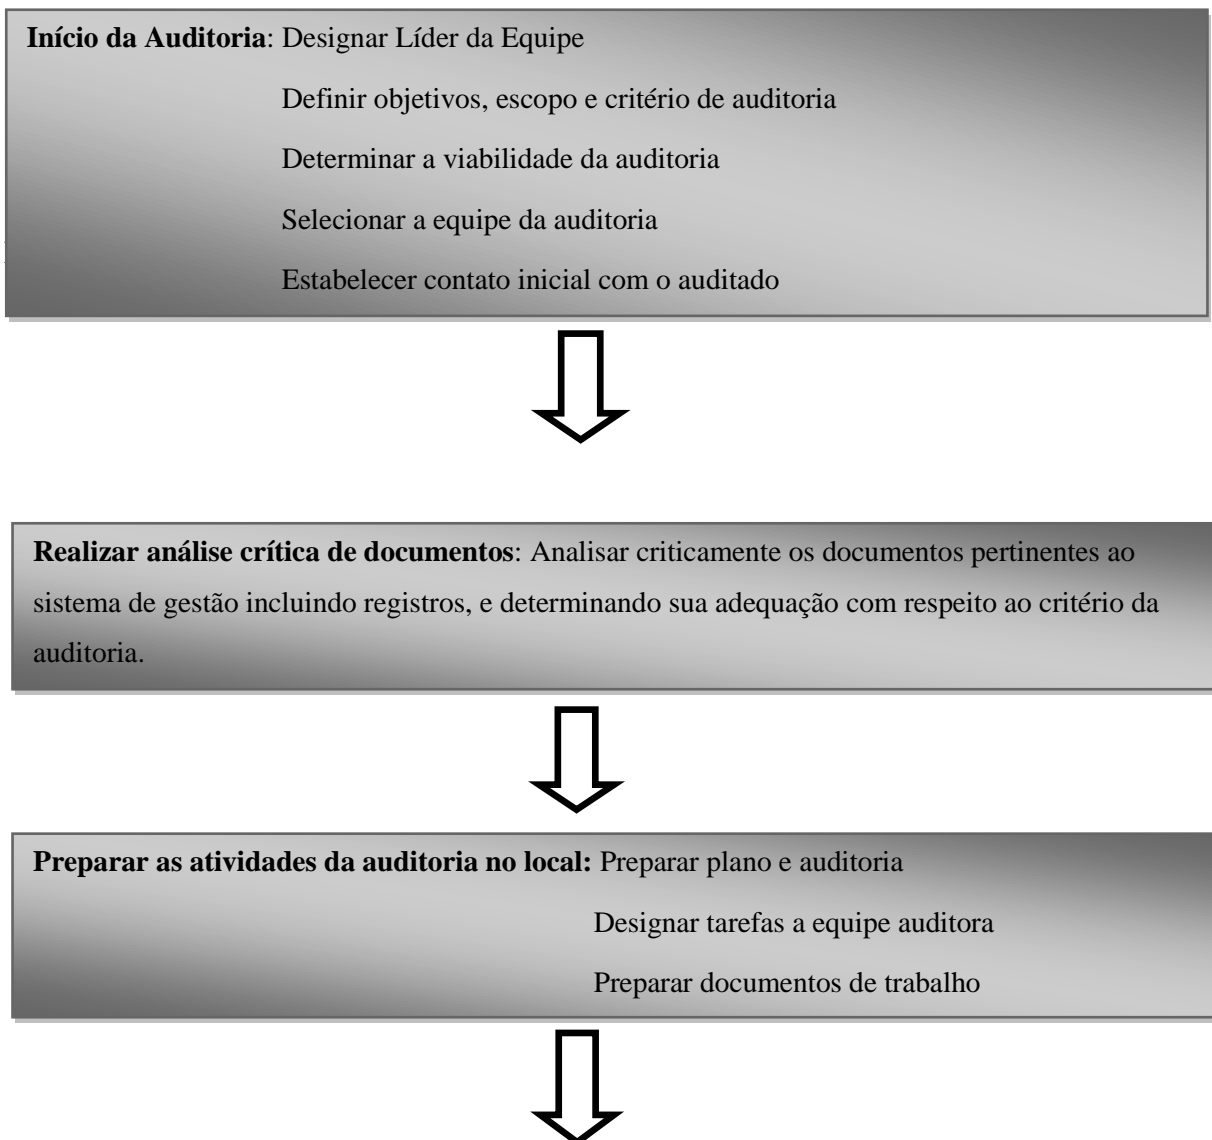 Início da Auditoria: Designar Líder da Equipe
Definir objetivos, escopo e critério de auditoria
Determinar a viabilidade da auditoria
Selecionar a equipe da auditoria
Estabelecer contato inicial com o auditado
Realizar análise crítica de documentos: Analisar criticamente os documentos pertinentes ao
sistema de gestão incluindo registros, e determinando sua adequação com respeito ao critério da
auditoria.
Preparar as atividades da auditoria no local: Preparar plano e auditoria
Designar tarefas a equipe auditora
Preparar documentos de trabalho